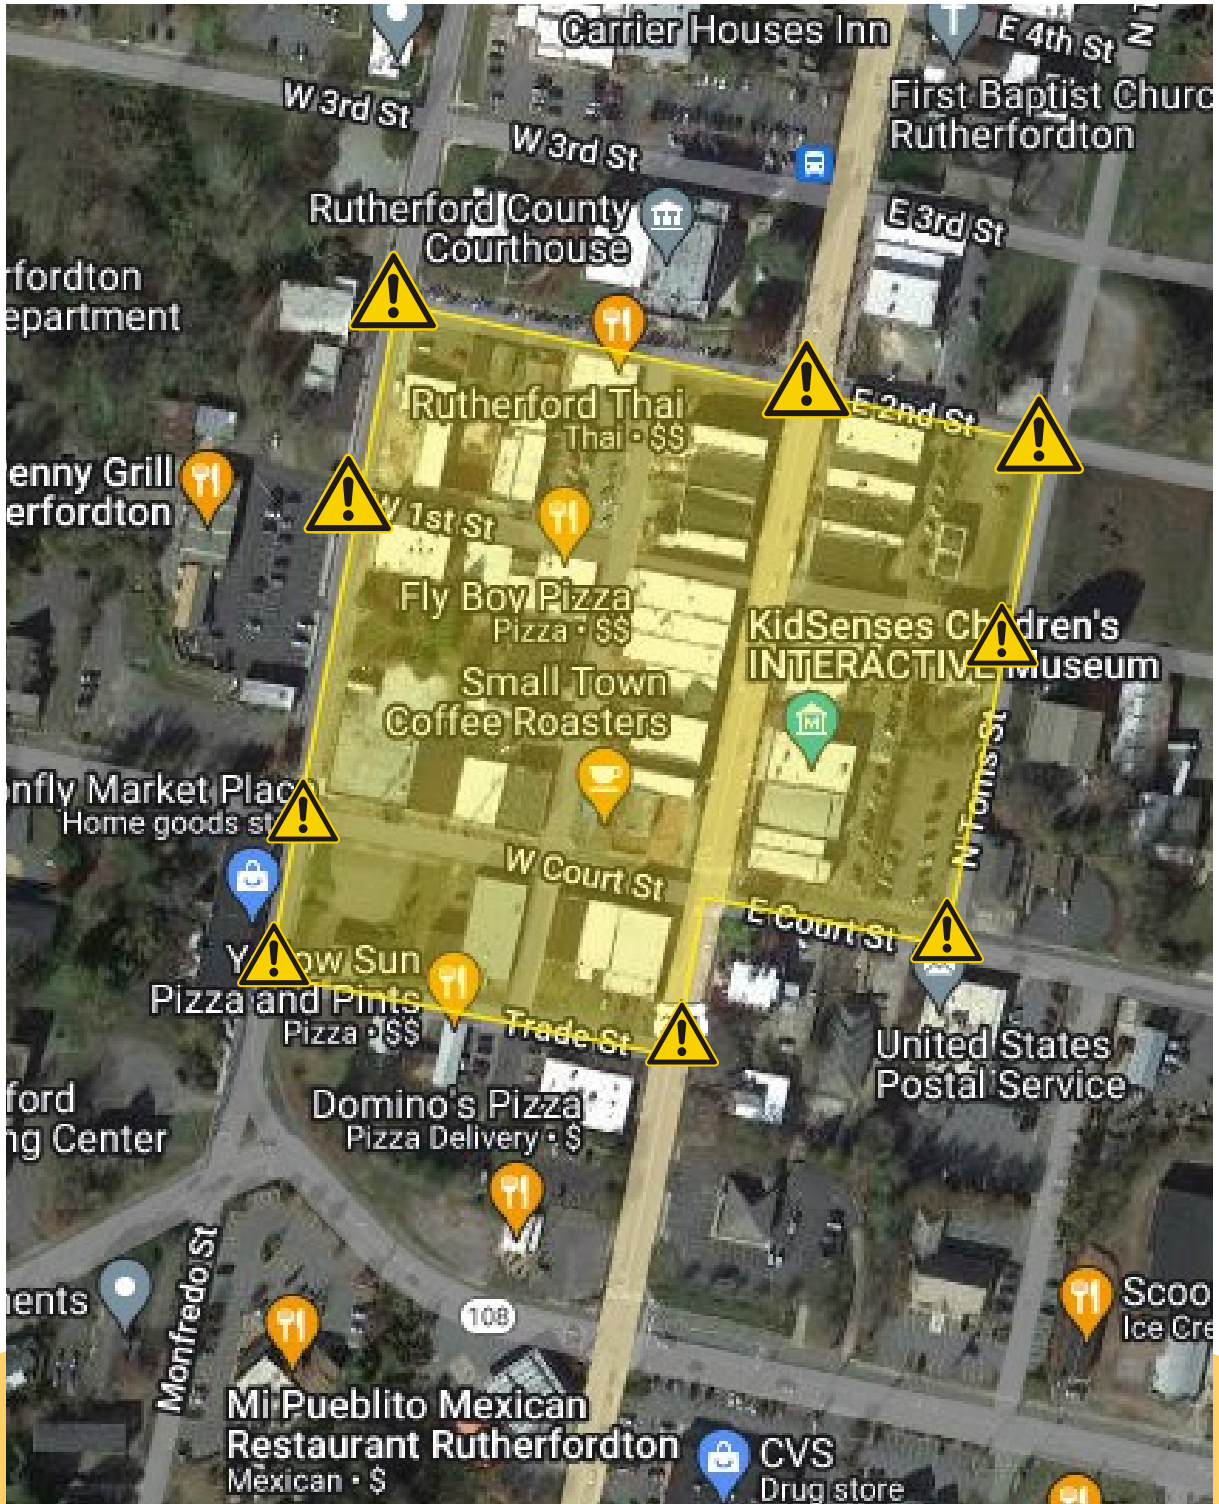 Carrier Houses Inn
E 4th St
N T
First Baptist Churc
Rutherfordton
W 3rd St
W 3rd St
E 3rd St
Rutherford County
Courthouse
rfordton
epartment
Rutherford Thai
Thai • $$
E 2nd St
enny Grill
erfordton
W 1st St
Fly Boy Pizza
Pizza • $$
KidSenses Ch dren's
INTERACTIVE Museum
Small Town
Coffee Roasters
N Toms St
onfly Market Plac
Home goods st
W Court St
E Court St
Y ow Sun
Pizza and Pints
Pizza • $$
Trade St
United States
Postal Service
ford
ng Center
Domino's Pizza
Pizza Delivery • $
Monfredo St
ents
108
Scoo
Ice Cre
Mi Pueblito Mexican
Restaurant Rutherfordton
Mexican • $
CVS
Drug store